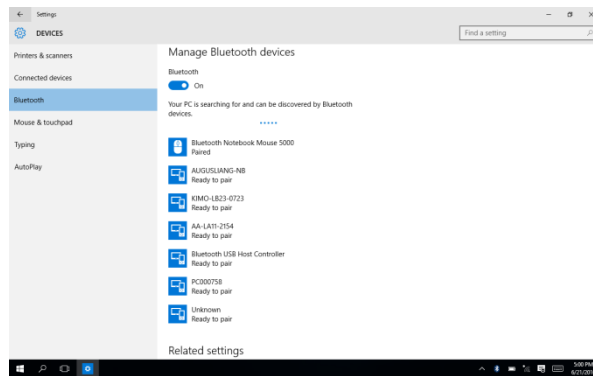 Settings
DEVICES
Find a setting
Printers & scanners
Connected devices
Bluetooth
Mouse & touchpad
Typing
AutoPlay
Manage Bluetooth devices
Bluetooth
On
Your PC is searching for and can be discovered by Bluetooth
devices.
Bluetooth Notebook Mouse 5000
Paired
AUGUSLIANG-NB
Ready to pair
KIMO-LB23-0723
Ready to pair
AA-LA11-2154
Ready to pair
Bluetooth USB Host Controller
Ready to pair
PC000758
Ready to pair
Unknown
Ready to pair
Related settings
5:00 PM